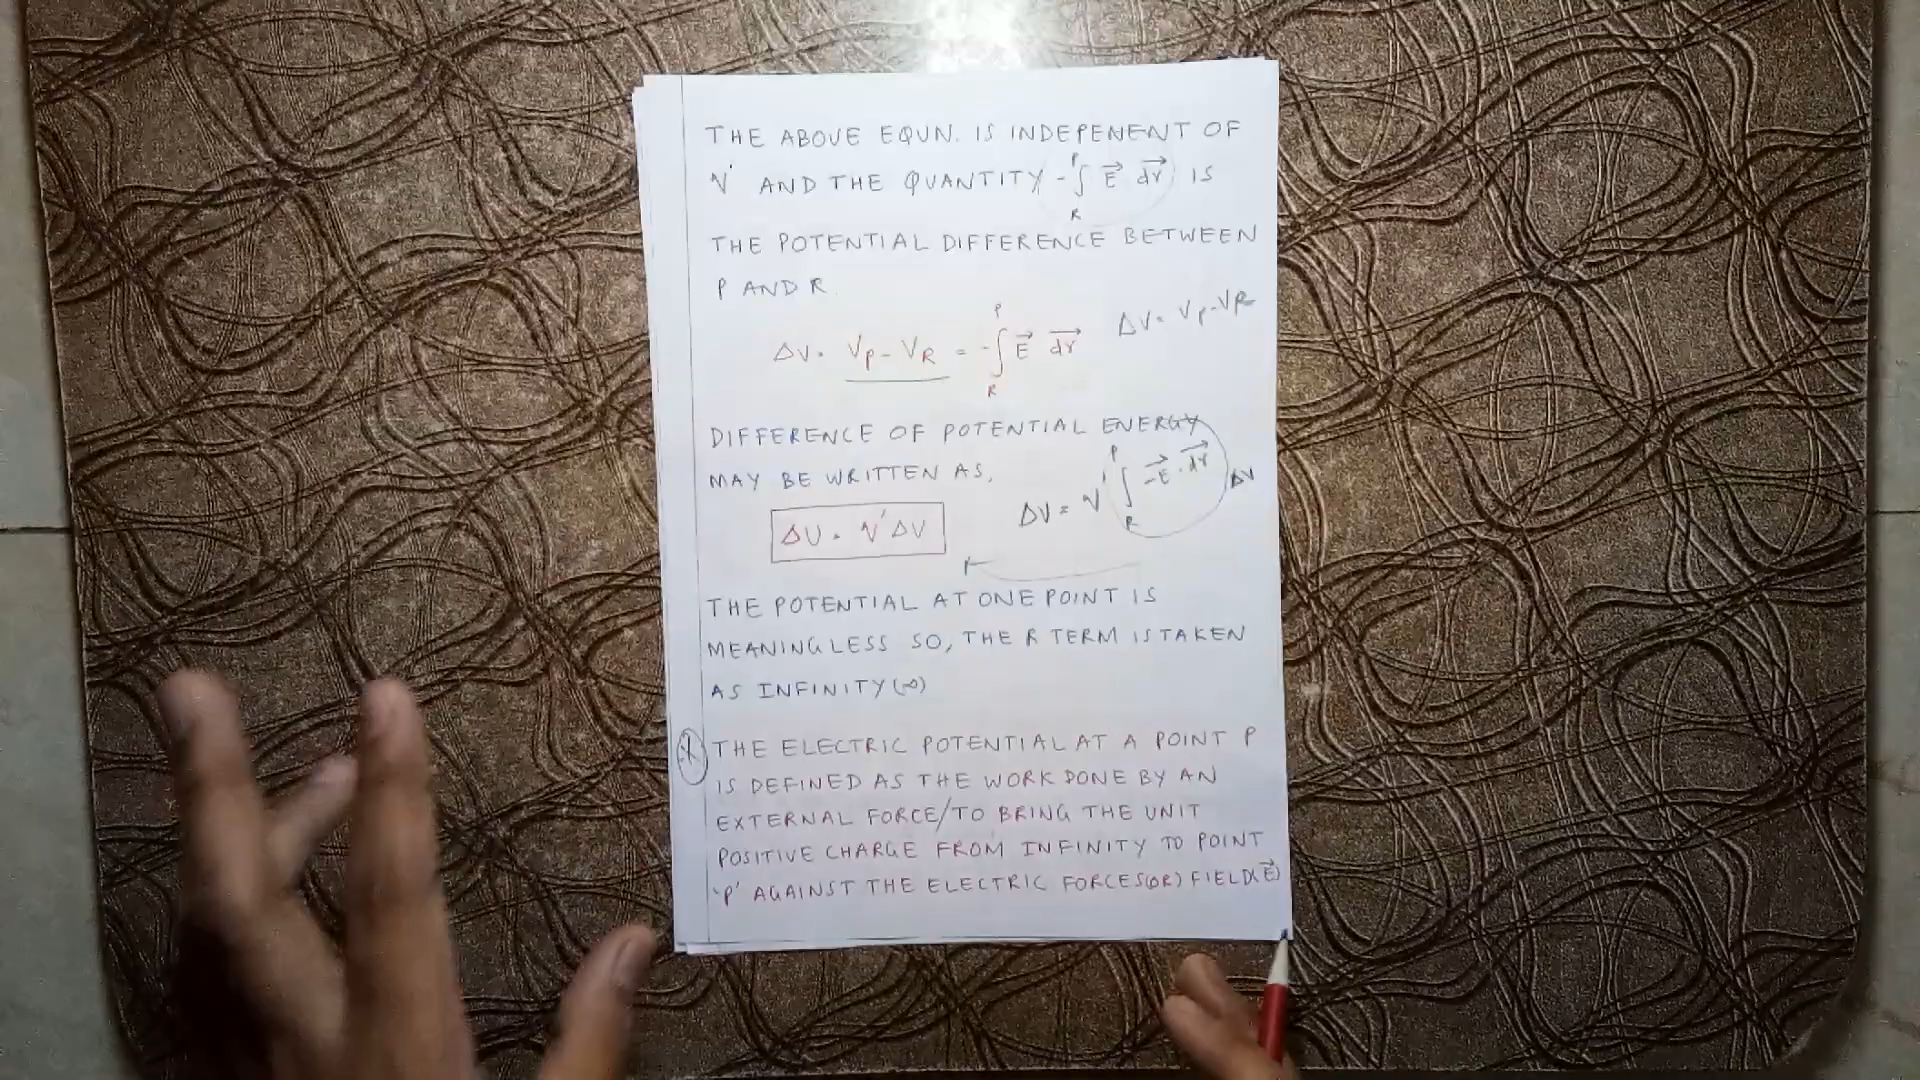 THE ABOVE EQUN. IS INDEPENENT OF
q' AND THE QUANTITY -∫ᴿᴾ E⃗ dr⃗ IS
THE POTENTIAL DIFFERENCE BETWEEN
P AND R.
ΔV = Vp - VR = -∫ᴿᴾ E⃗ dr⃗ ΔV = Vp - VR
DIFFERENCE OF POTENTIAL ENERGY
MAY BE WRITTEN AS,
ΔU = q'ΔV ΔU = q' ∫ᴿᴾ -E⃗ · dr⃗ ΔV
THE POTENTIAL AT ONE POINT IS
MEANINGLESS SO, THE R TERM IS TAKEN
AS INFINITY (∞)
* THE ELECTRIC POTENTIAL AT A POINT P
IS DEFINED AS THE WORK DONE BY AN
EXTERNAL FORCE/TO BRING THE UNIT
POSITIVE CHARGE FROM INFINITY TO POINT
'P' AGAINST THE ELECTRIC FORCES(OR) FIELD(E⃗)